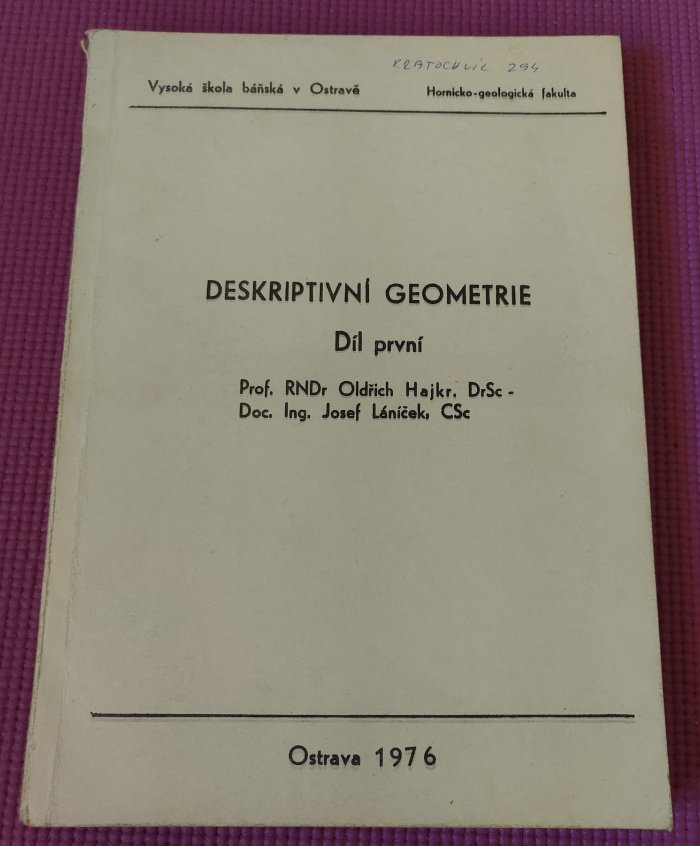 KRATOCHVÍL 294
Vysoká škola báňská v Ostravě Hornicko-geologická fakulta
DESKRIPTIVNÍ GEOMETRIE
Díl první
Prof. RNDr Oldřich Hajkr, DrSc -
Doc. Ing. Josef Láníček, CSc
Ostrava 1976